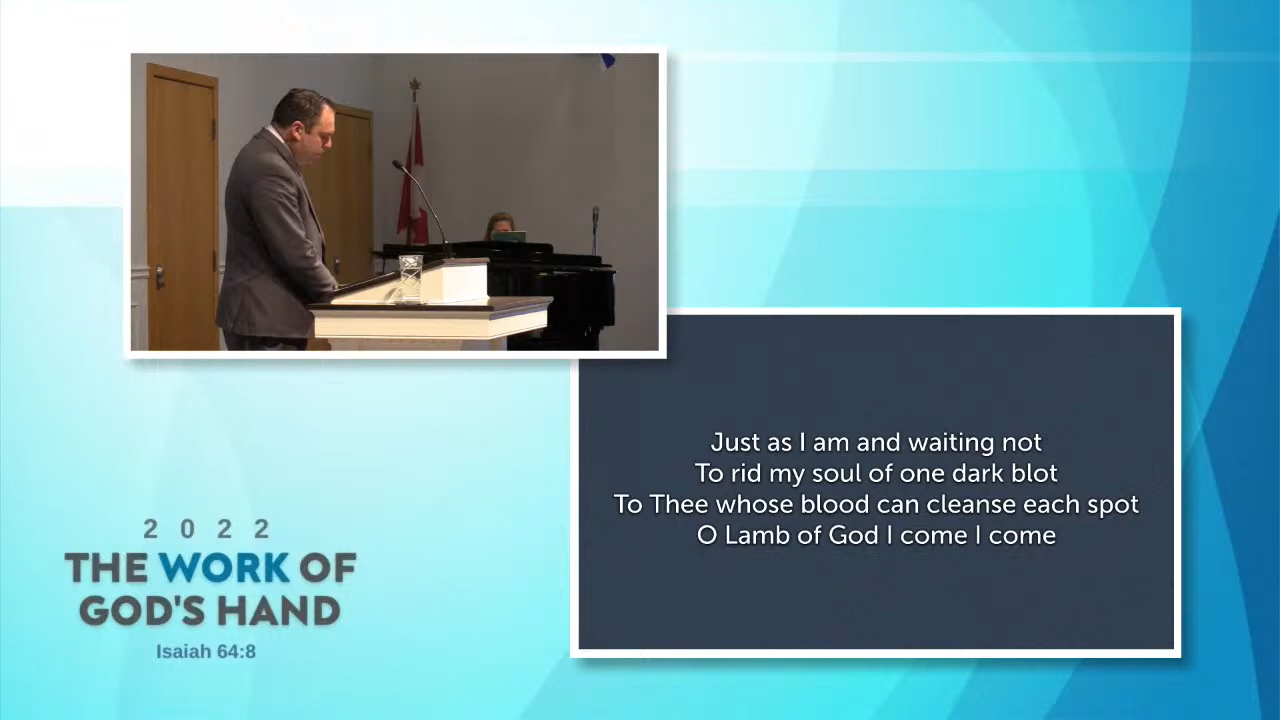 Just as I am and waiting not
To rid my soul of one dark blot
To Thee whose blood can cleanse each spot
O Lamb of God I come I come
2022
THE WORK OF
GOD'S HAND
Isaiah 64:8